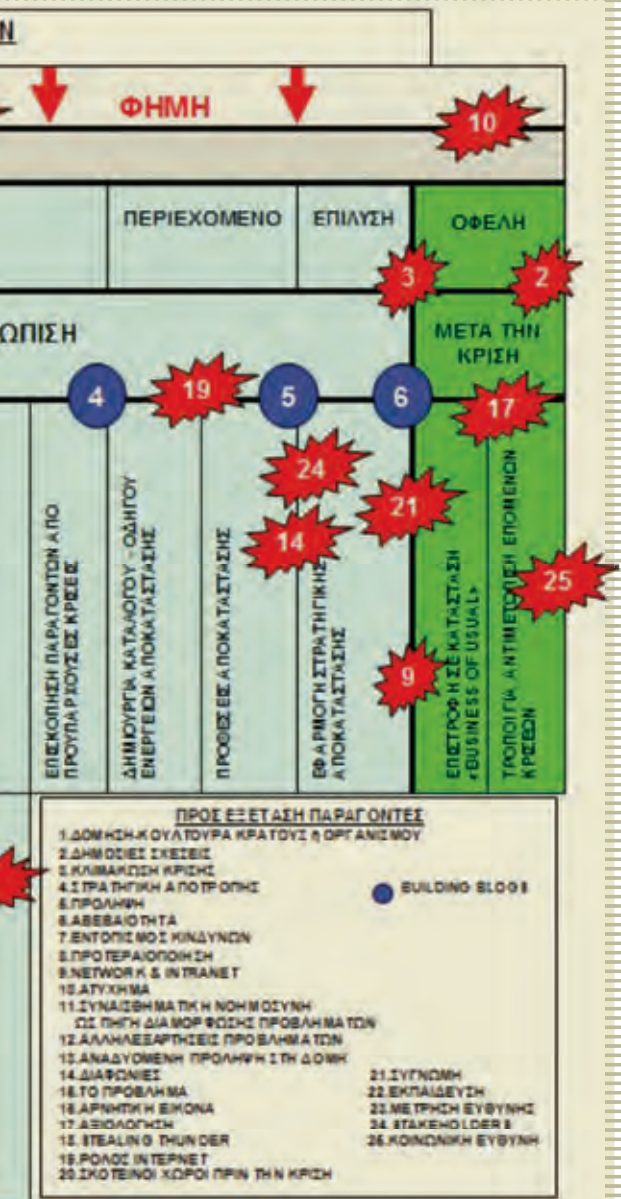 Ν
ΦΗΜΗ
10
ΠΕΡΙΕΧΟΜΕΝΟ
ΕΠΙΛΥΣΗ
ΟΦΕΛΗ
3
2
ΩΠΙΣΗ
ΜΕΤΑ ΤΗΝ
ΚΡΙΣΗ
4
19
5
6
17
24
21
14
25
9
ΕΠΙΣΚΟΠΗΣΗ ΠΑΡΑΓΟΝΤΩΝ ΑΠΟ
ΠΡΟΥΠΑΡΧΟΥΣΕΣ ΚΡΙΣΕΙΣ
ΔΗΜΙΟΥΡΓΙΑ ΚΑΤΑΛΟΓΟΥ - ΟΔΗΓΟΥ
ΕΝΕΡΓΕΙΩΝ ΑΠΟΚΑΤΑΣΤΑΣΗΣ
ΠΡΟΘΕΣΕΙΣ ΑΠΟΚΑΤΑΣΤΑΣΗΣ
ΕΦΑΡΜΟΓΗ ΣΤΡΑΤΗΓΙΚΗΣ
ΑΠΟΚΑΤΑΣΤΑΣΗΣ
ΕΠΙΣΤΡΟΦΗ ΣΕ ΚΑΤΑΣΤΑΣΗ
«BUSINESS OF USUAL»
ΤΡΟΠΟΙ ΓΙΑ ΑΝΤΙΜΕΤΩΠΙΣΗ ΕΠΟΜΕΝΩΝ
ΚΡΙΣΕΩΝ
ΠΡΟΣ ΕΞΕΤΑΣΗ ΠΑΡΑΓΟΝΤΕΣ
1.ΔΟΜΗΣΗ-ΚΟΥΛΤΟΥΡΑ ΚΡΑΤΟΥΣ ή ΟΡΓΑΝΙΣΜΟΥ
2.ΔΗΜΟΣΙΕΣ ΣΧΕΣΕΙΣ
3.ΚΛΙΜΑΚΩΣΗ ΚΡΙΣΗΣ
4.ΣΤΡΑΤΗΓΙΚΗ ΑΠΟΤΡΟΠΗΣ
5.ΠΡΟΛΗΨΗ
6.ΑΒΕΒΑΙΟΤΗΤΑ
7.ΕΝΤΟΠΙΣΜΟΣ ΚΙΝΔΥΝΩΝ
8.ΠΡΟΤΕΡΑΙΟΠΟΙΗΣΗ
9.NETWORK & INTRANET
10.ΑΤΥΧΗΜΑ
11.ΣΥΝΑΙΣΘΗΜΑΤΙΚΗ ΝΟΗΜΟΣΥΝΗ
ΩΣ ΠΗΓΗ ΔΙΑΜΟΡΦΩΣΗΣ ΠΡΟΒΛΗΜΑΤΩΝ
12.ΑΛΛΗΛΕΞΑΡΤΗΣΕΙΣ ΠΡΟΒΛΗΜΑΤΩΝ
13.ΑΝΑΔΥΟΜΕΝΗ ΠΡΟΛΗΨΗ ΣΤΗ ΔΟΜΗ
14.ΔΙΑΦΩΝΙΕΣ
15.ΤΟ ΠΡΟΒΛΗΜΑ
16.ΑΡΝΗΤΙΚΗ ΕΙΚΟΝΑ
17.ΑΞΙΟΛΟΓΗΣΗ
18.STEALING THUNDER
19.ΡΟΛΟΣ INTERNET
20.ΣΚΟΤΕΙΝΟΙ ΧΩΡΟΙ ΠΡΙΝ ΤΗΝ ΚΡΙΣΗ
BUILDING BLOGS
21.ΣΥΓΝΩΜΗ
22.ΕΚΠΑΙΔΕΥΣΗ
23.ΜΕΤΡΗΣΗ ΕΥΘΥΝΗΣ
24.STAKEHOLDERS
25.ΚΟΙΝΩΝΙΚΗ ΕΥΘΥΝΗ